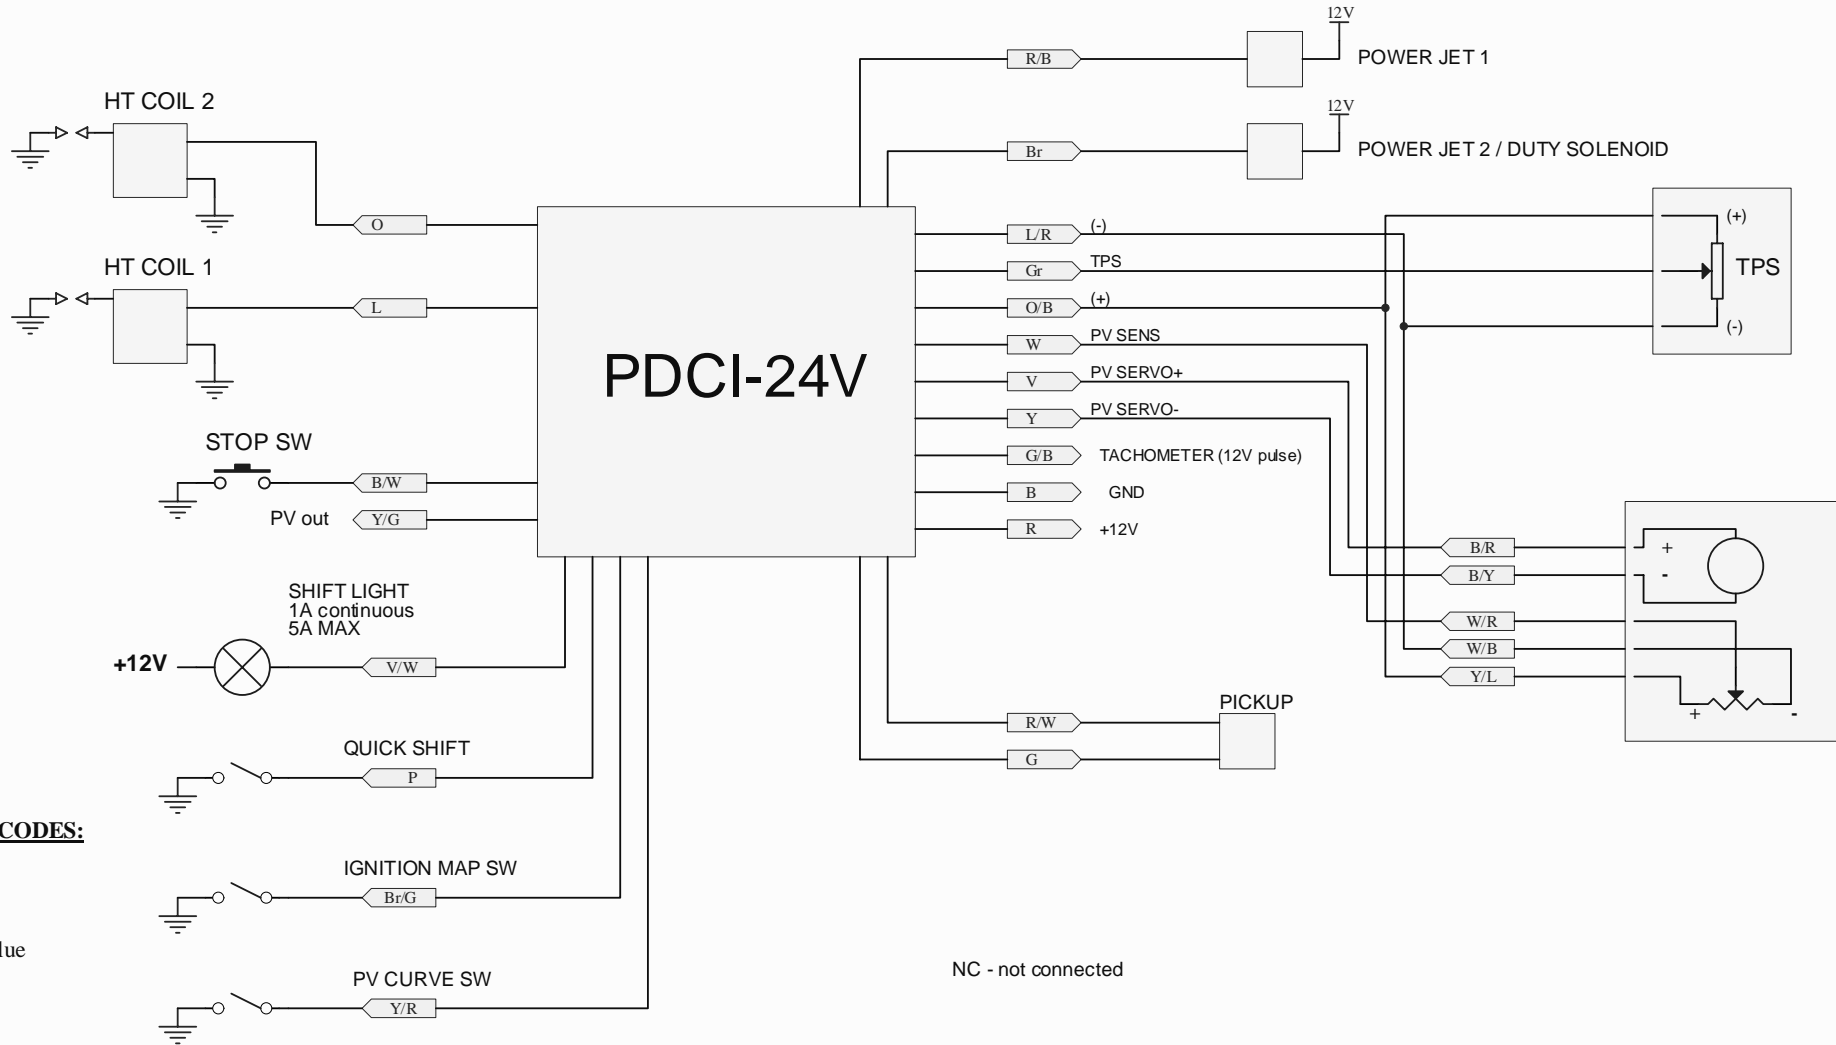 12V
R/B
POWER JET 1
HT COIL 2
12V
Br
POWER JET 2 / DUTY SOLENOID
O
L/R
(-)
(+)
HT COIL 1
Gr
TPS
TPS
L
O/B
(+)
(-)
W
PV SENS
PDCI-24V
V
PV SERVO+
Y
PV SERVO-
STOP SW
G/B
TACHOMETER (12V pulse)
B/W
B
GND
PV out
Y/G
R
+12V
B/R
+
B/Y
-
SHIFT LIGHT
1A continuous
5A MAX
W/R
W/B
+12V
V/W
Y/L
PICKUP
R/W
+
-
QUICK SHIFT
G
P
CODES:
IGNITION MAP SW
Br/G
lue
PV CURVE SW
NC - not connected
Y/R